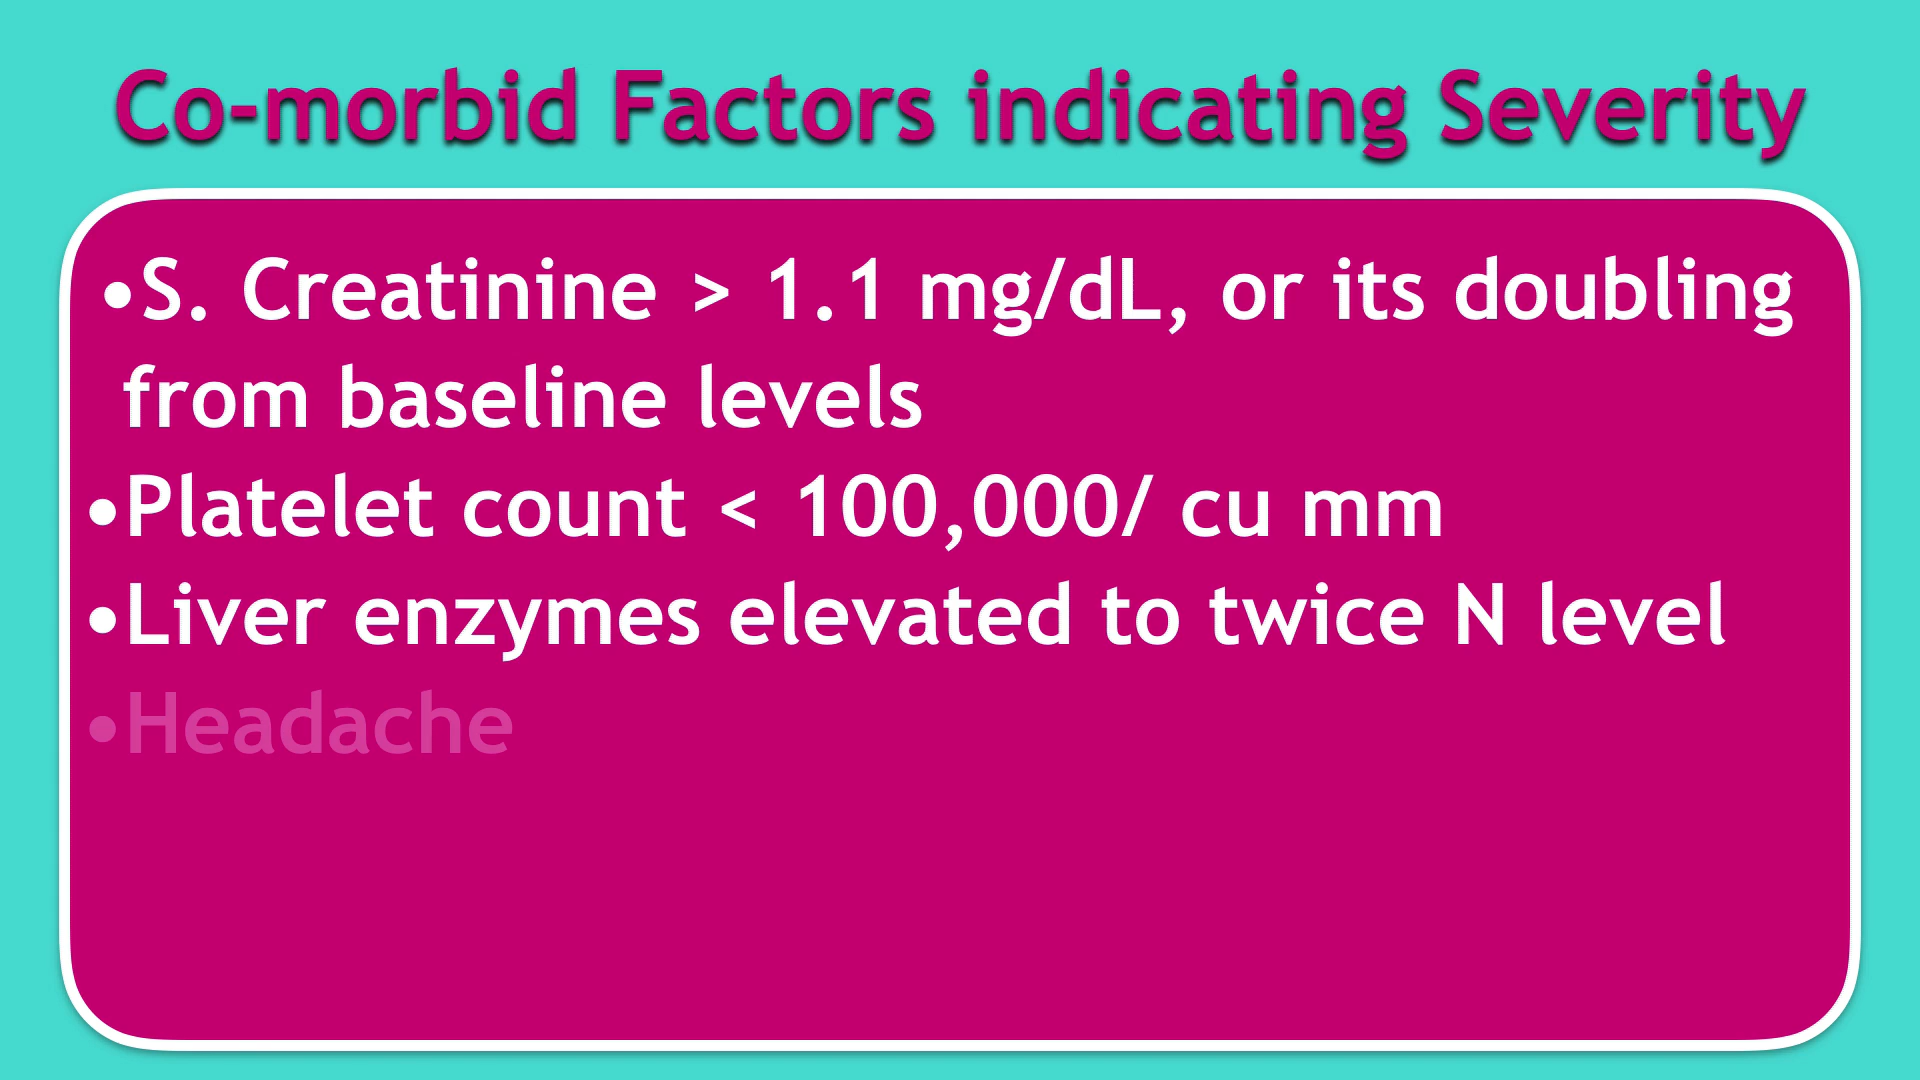 Co-morbid Factors indicating Severity
•S. Creatinine > 1.1 mg/dL, or its doubling
from baseline levels
•Platelet count < 100,000/ cu mm
•Liver enzymes elevated to twice N level
•Headache